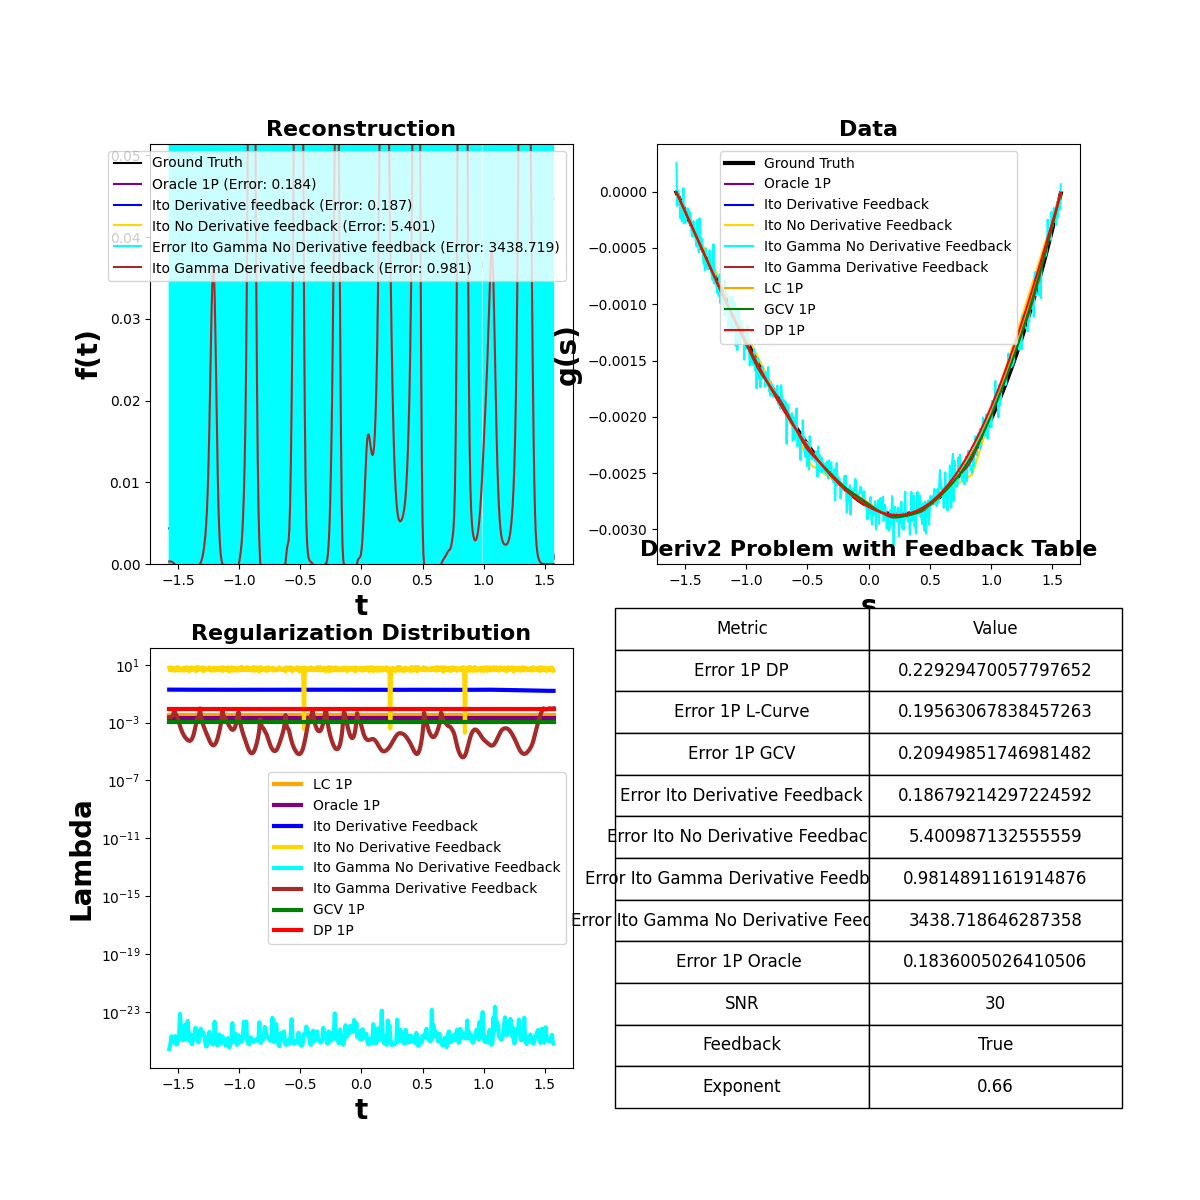 Reconstruction
0.05
0.04
0.03
0.02
0.01
0.00
f(t)
Ground Truth
Oracle 1P (Error: 0.184)
Ito Derivative feedback (Error: 0.187)
Ito No Derivative feedback (Error: 5.401)
Error Ito Gamma No Derivative feedback (Error: 3438.719)
Ito Gamma Derivative feedback (Error: 0.981)
−1.5 −1.0 −0.5 0.0 0.5 1.0 1.5
t
Data
0.0000
−0.0005
−0.0010
−0.0015
−0.0020
−0.0025
−0.0030
g(s)
Ground Truth
Oracle 1P
Ito Derivative Feedback
Ito No Derivative Feedback
Ito Gamma No Derivative Feedback
Ito Gamma Derivative Feedback
LC 1P
GCV 1P
DP 1P
−1.5 −1.0 −0.5 0.0 0.5 1.0 1.5
s
Regularization Distribution
10^1
10^−3
10^−7
10^−11
10^−15
10^−19
10^−23
Lambda
LC 1P
Oracle 1P
Ito Derivative Feedback
Ito No Derivative Feedback
Ito Gamma No Derivative Feedback
Ito Gamma Derivative Feedback
GCV 1P
DP 1P
−1.5 −1.0 −0.5 0.0 0.5 1.0 1.5
t
Deriv2 Problem with Feedback Table
Metric Value
Error 1P DP 0.22929470057797652
Error 1P L-Curve 0.19563067838457263
Error 1P GCV 0.20949851746981482
Error Ito Derivative Feedback 0.18679214297224592
Error Ito No Derivative Feedbac 5.400987132555559
Error Ito Gamma Derivative Feedb 0.9814891161914876
Error Ito Gamma No Derivative Feed 3438.718646287358
Error 1P Oracle 0.1836005026410506
SNR 30
Feedback True
Exponent 0.66